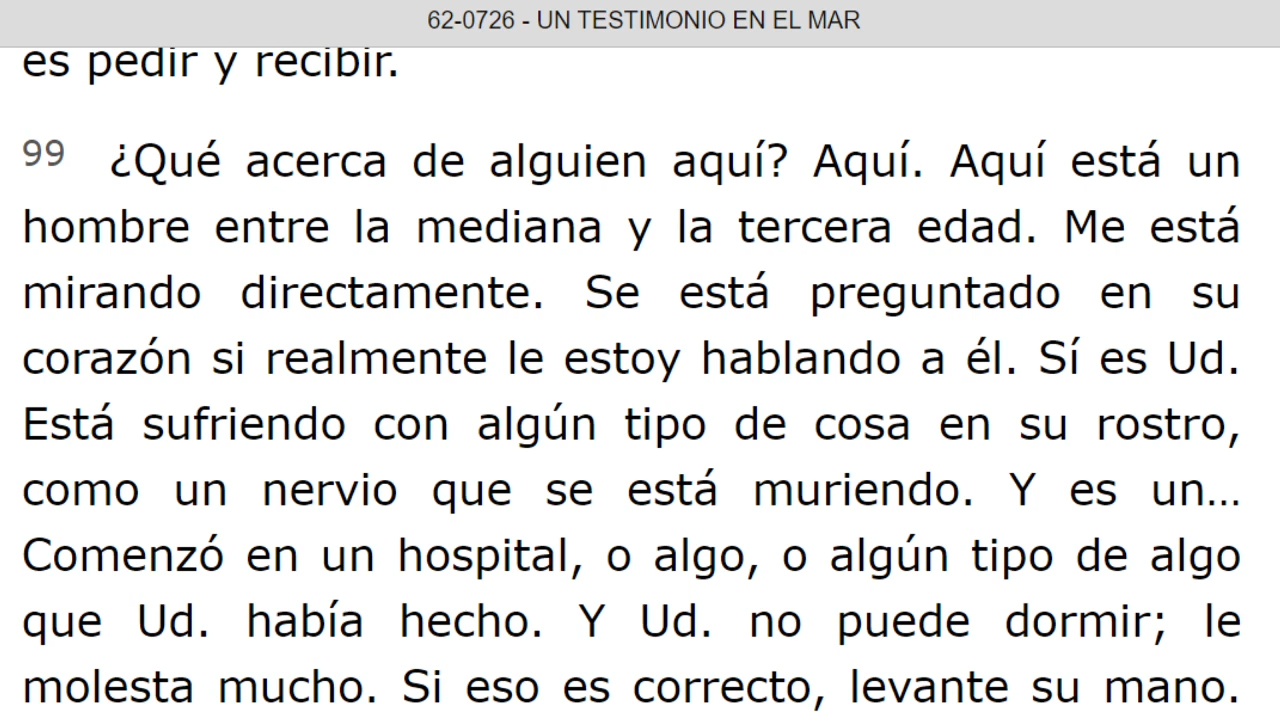 62-0726 - UN TESTIMONIO EN EL MAR
es pedir y recibir.
99 ¿Qué acerca de alguien aquí? Aquí. Aquí está un
hombre entre la mediana y la tercera edad. Me está
mirando directamente. Se está preguntado en su
corazón si realmente le estoy hablando a él. Sí es Ud.
Está sufriendo con algún tipo de cosa en su rostro,
como un nervio que se está muriendo. Y es un…
Comenzó en un hospital, o algo, o algún tipo de algo
que Ud. había hecho. Y Ud. no puede dormir; le
molesta mucho. Si eso es correcto, levante su mano.